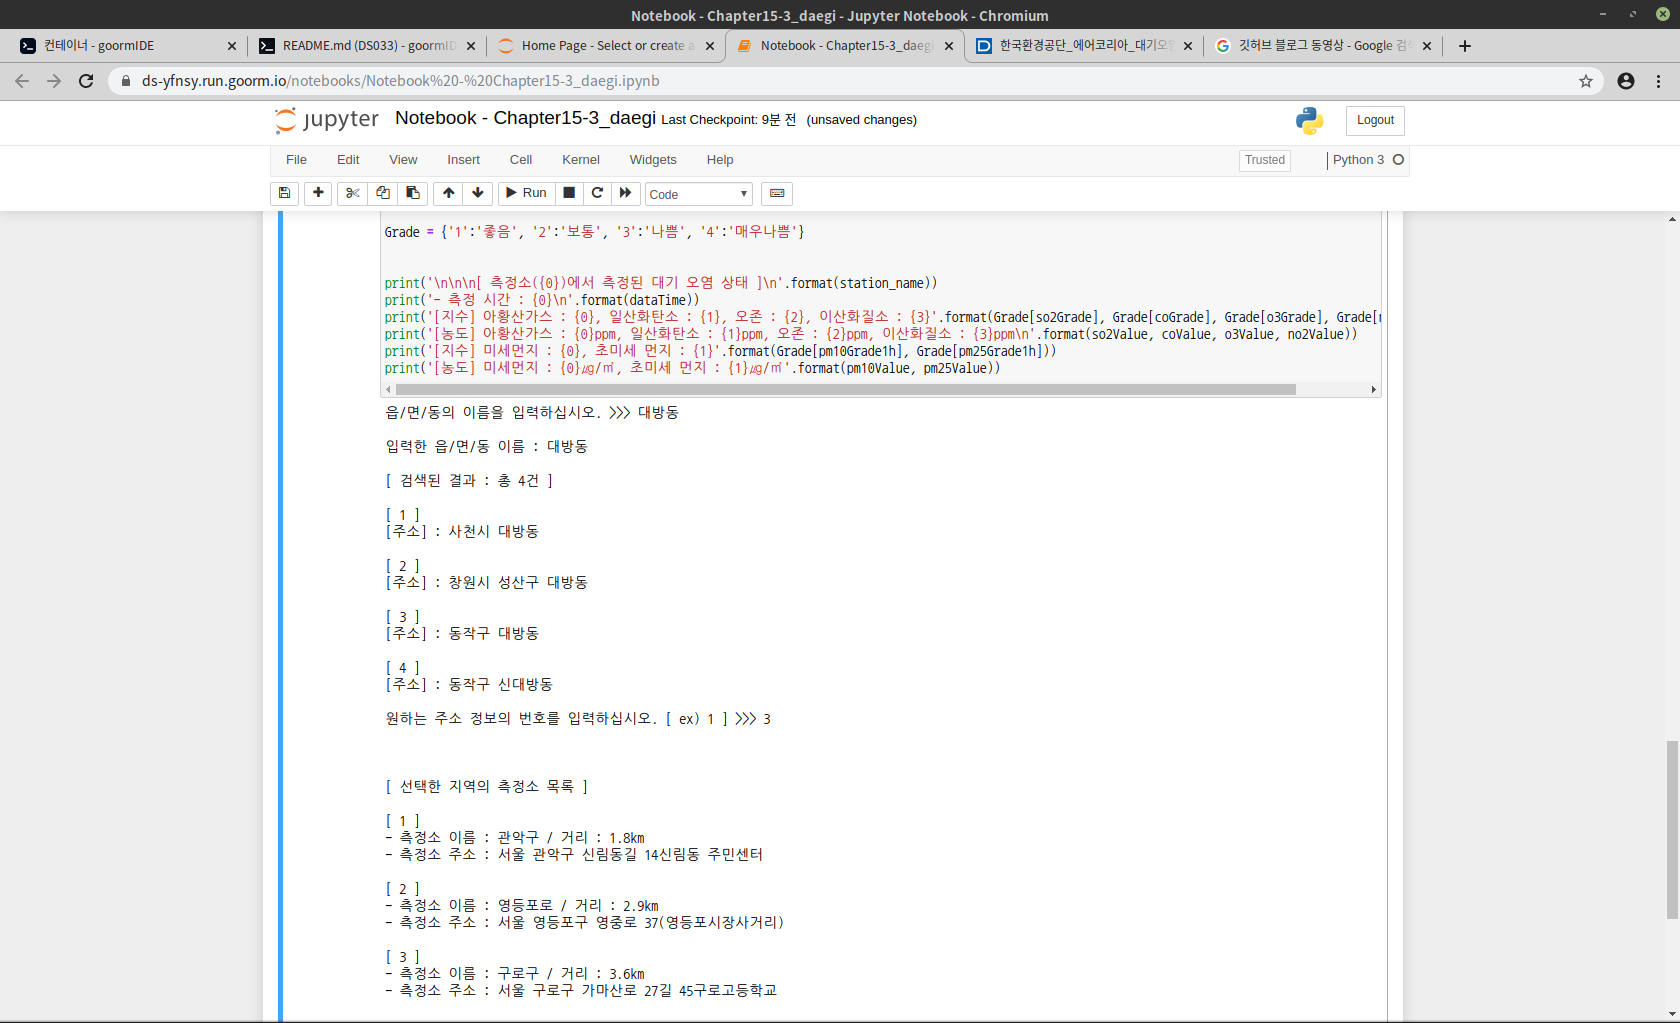 Notebook - Chapter15-3_daegi - Jupyter Notebook - Chromium
컨테이너 - goormIDE
README.md (DS033) - goormID
Home Page - Select or create a
Notebook - Chapter15-3_daegi
한국환경공단_에어코리아_대기오염
깃허브 블로그 동영상 - Google 검색
ds-yfnsy.run.goorm.io/notebooks/Notebook%20-%20Chapter15-3_daegi.ipynb
jupyter Notebook - Chapter15-3_daegi Last Checkpoint: 9분 전 (unsaved changes)
Logout
File Edit View Insert Cell Kernel Widgets Help
Trusted
Python 3
Run
Code
Grade = {'1':'좋음', '2':'보통', '3':'나쁨', '4':'매우나쁨'}
print('\n\n\n[ 측정소({0})에서 측정된 대기 오염 상태 ]\n'.format(station_name))
print('- 측정 시간 : {0}\n'.format(dataTime))
print('[지수] 아황산가스 : {0}, 일산화탄소 : {1}, 오존 : {2}, 이산화질소 : {3}'.format(Grade[so2Grade], Grade[coGrade], Grade[o3Grade], Grade[n
print('[농도] 아황산가스 : {0}ppm, 일산화탄소 : {1}ppm, 오존 : {2}ppm, 이산화질소 : {3}ppm\n'.format(so2Value, coValue, o3Value, no2Value))
print('[지수] 미세먼지 : {0}, 초미세 먼지 : {1}'.format(Grade[pm10Grade1h], Grade[pm25Grade1h]))
print('[농도] 미세먼지 : {0}㎍/㎥, 초미세 먼지 : {1}㎍/㎥'.format(pm10Value, pm25Value))
읍/면/동의 이름을 입력하십시오. >>> 대방동
입력한 읍/면/동 이름 : 대방동
[ 검색된 결과 : 총 4건 ]
[ 1 ]
[주소] : 사천시 대방동
[ 2 ]
[주소] : 창원시 성산구 대방동
[ 3 ]
[주소] : 동작구 대방동
[ 4 ]
[주소] : 동작구 신대방동
원하는 주소 정보의 번호를 입력하십시오. [ ex) 1 ] >>> 3
[ 선택한 지역의 측정소 목록 ]
[ 1 ]
- 측정소 이름 : 관악구 / 거리 : 1.8km
- 측정소 주소 : 서울 관악구 신림동길 14신림동 주민센터
[ 2 ]
- 측정소 이름 : 영등포로 / 거리 : 2.9km
- 측정소 주소 : 서울 영등포구 영중로 37(영등포시장사거리)
[ 3 ]
- 측정소 이름 : 구로구 / 거리 : 3.6km
- 측정소 주소 : 서울 구로구 가마산로 27길 45구로고등학교